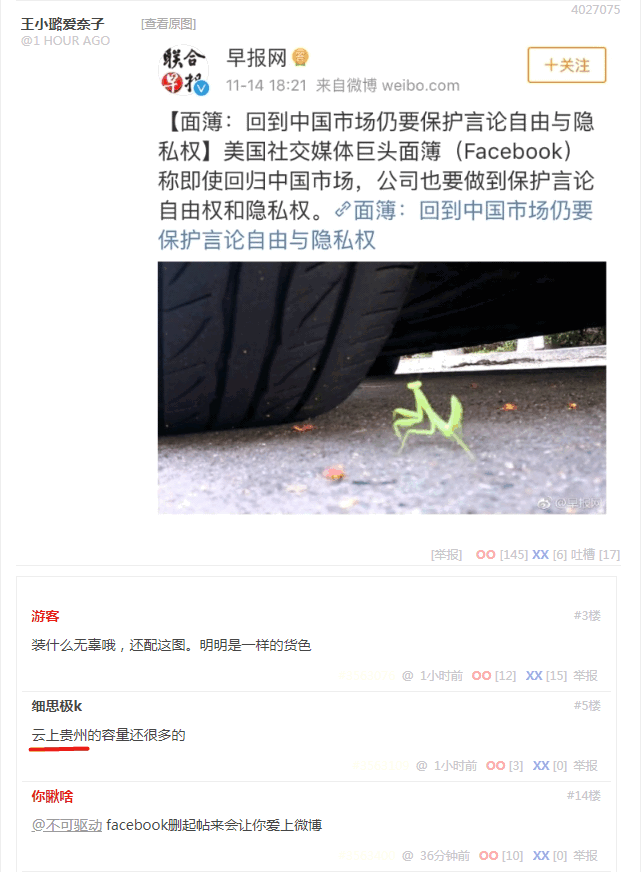 4027075
王小璐爱奈子
[查看原图]
@1 HOUR AGO
联合
早报
早报网
11-14 18:21 来自微博 weibo.com
+关注
【面簿：回到中国市场仍要保护言论自由与隐
私权】美国社交媒体巨头面簿（Facebook）
称即使回归中国市场，公司也要做到保护言论
自由权和隐私权。面簿：回到中国市场仍要
保护言论自由与隐私权
@早报网
[举报] OO [145] XX [6] 吐槽 [17]
游客
#3楼
装什么无辜哦，还配这图。明明是一样的货色
@ 1小时前 OO [12] XX [15] 举报
细思极k
#5楼
云上贵州的容量还很多的
@ 1小时前 OO [3] XX [0] 举报
你瞅啥
#14楼
@不可驱动 facebook删起帖来会让你爱上微博
@ 36分钟前 OO [10] XX [0] 举报